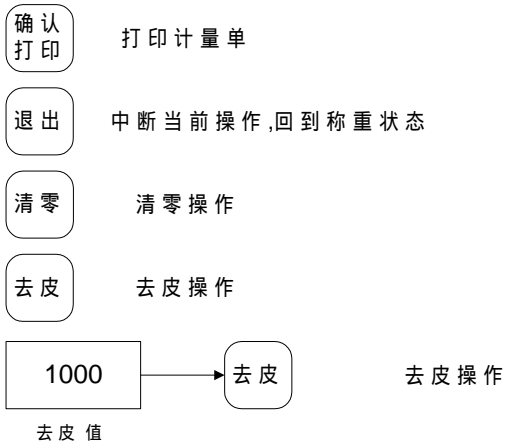 确认
打印
打印计量单
退出
中断当前操作,回到称重状态
清零
清零操作
去皮
去皮操作
1000
去皮
去皮操作
去皮值